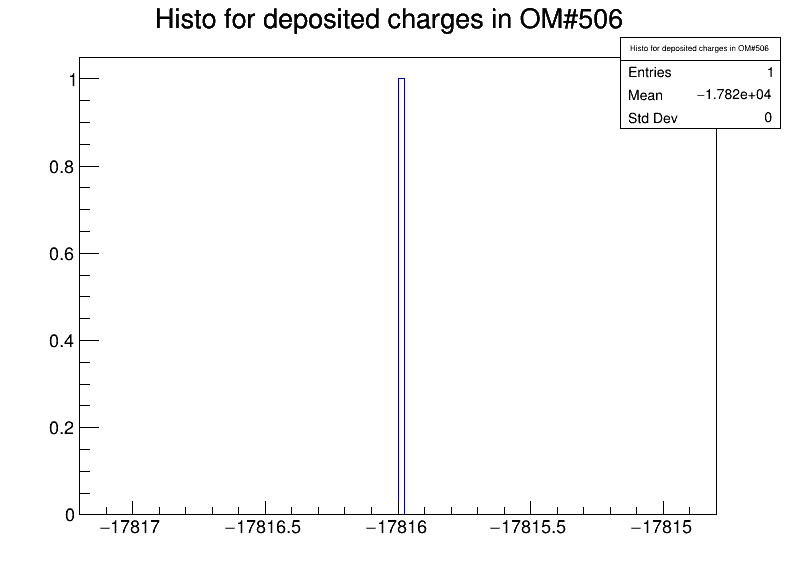 Histo for deposited charges in OM#506
Histo for deposited charges in OM#506
Entries 1
Mean −1.782e+04
Std Dev 0
1
0.8
0.6
0.4
0.2
0
−17817 −17816.5 −17816 −17815.5 −17815